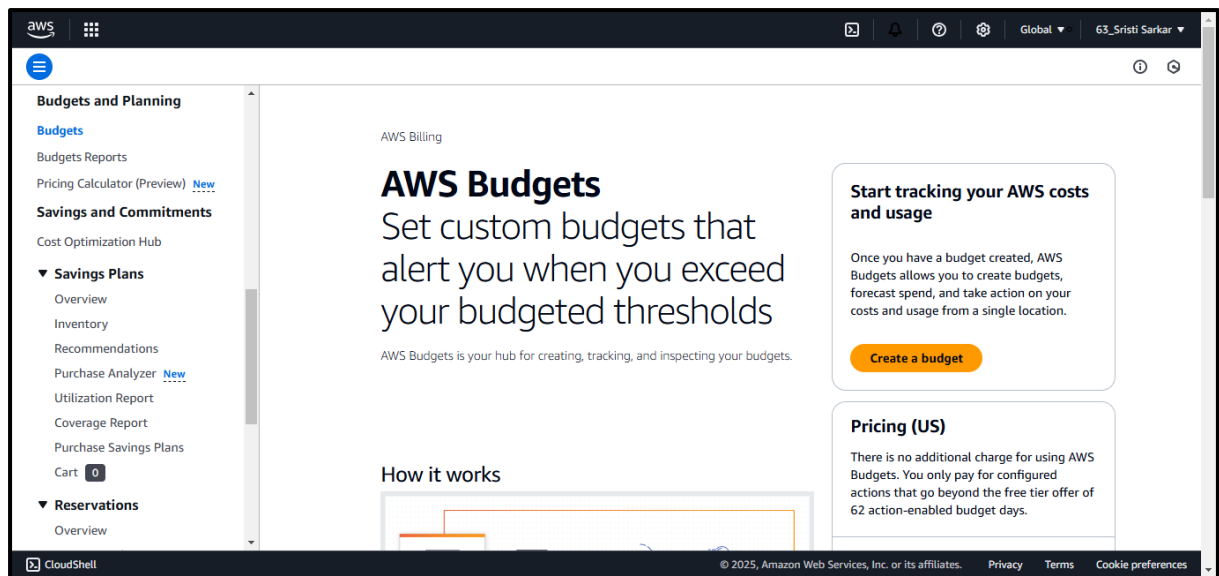 aws
Global
63_Sristi Sarkar
Budgets and Planning
Budgets
Budgets Reports
Pricing Calculator (Preview) New
Savings and Commitments
Cost Optimization Hub
Savings Plans
Overview
Inventory
Recommendations
Purchase Analyzer New
Utilization Report
Coverage Report
Purchase Savings Plans
Cart 0
Reservations
Overview
AWS Billing
AWS Budgets
Set custom budgets that
alert you when you exceed
your budgeted thresholds
AWS Budgets is your hub for creating, tracking, and inspecting your budgets.
How it works
Start tracking your AWS costs
and usage
Once you have a budget created, AWS
Budgets allows you to create budgets,
forecast spend, and take action on your
costs and usage from a single location.
Create a budget
Pricing (US)
There is no additional charge for using AWS
Budgets. You only pay for configured
actions that go beyond the free tier offer of
62 action-enabled budget days.
CloudShell
© 2025, Amazon Web Services, Inc. or its affiliates.
Privacy
Terms
Cookie preferences